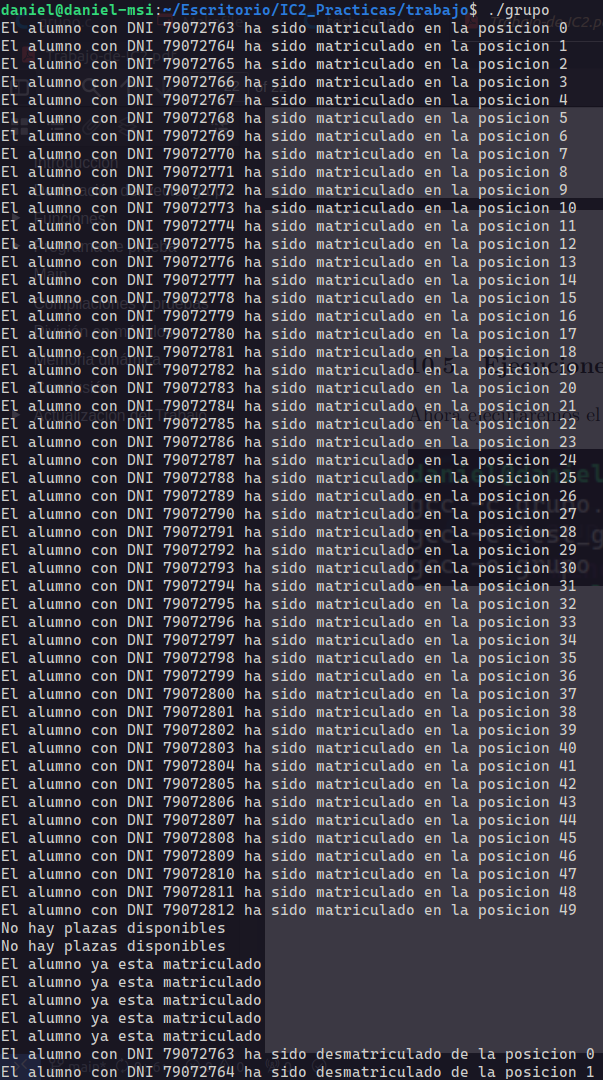 daniel@daniel-msi:~/Escritorio/IC2_Practicas/trabajo$ ./grupo
El alumno con DNI 79072763 ha sido matriculado en la posicion 0
El alumno con DNI 79072764 ha sido matriculado en la posicion 1
El alumno con DNI 79072765 ha sido matriculado en la posicion 2
El alumno con DNI 79072766 ha sido matriculado en la posicion 3
El alumno con DNI 79072767 ha sido matriculado en la posicion 4
El alumno con DNI 79072768 ha sido matriculado en la posicion 5
El alumno con DNI 79072769 ha sido matriculado en la posicion 6
El alumno con DNI 79072770 ha sido matriculado en la posicion 7
El alumno con DNI 79072771 ha sido matriculado en la posicion 8
El alumno con DNI 79072772 ha sido matriculado en la posicion 9
El alumno con DNI 79072773 ha sido matriculado en la posicion 10
El alumno con DNI 79072774 ha sido matriculado en la posicion 11
El alumno con DNI 79072775 ha sido matriculado en la posicion 12
El alumno con DNI 79072776 ha sido matriculado en la posicion 13
El alumno con DNI 79072777 ha sido matriculado en la posicion 14
El alumno con DNI 79072778 ha sido matriculado en la posicion 15
El alumno con DNI 79072779 ha sido matriculado en la posicion 16
El alumno con DNI 79072780 ha sido matriculado en la posicion 17
El alumno con DNI 79072781 ha sido matriculado en la posicion 18
El alumno con DNI 79072782 ha sido matriculado en la posicion 19
El alumno con DNI 79072783 ha sido matriculado en la posicion 20
El alumno con DNI 79072784 ha sido matriculado en la posicion 21
El alumno con DNI 79072785 ha sido matriculado en la posicion 22
El alumno con DNI 79072786 ha sido matriculado en la posicion 23
El alumno con DNI 79072787 ha sido matriculado en la posicion 24
El alumno con DNI 79072788 ha sido matriculado en la posicion 25
El alumno con DNI 79072789 ha sido matriculado en la posicion 26
El alumno con DNI 79072790 ha sido matriculado en la posicion 27
El alumno con DNI 79072791 ha sido matriculado en la posicion 28
El alumno con DNI 79072792 ha sido matriculado en la posicion 29
El alumno con DNI 79072793 ha sido matriculado en la posicion 30
El alumno con DNI 79072794 ha sido matriculado en la posicion 31
El alumno con DNI 79072795 ha sido matriculado en la posicion 32
El alumno con DNI 79072796 ha sido matriculado en la posicion 33
El alumno con DNI 79072797 ha sido matriculado en la posicion 34
El alumno con DNI 79072798 ha sido matriculado en la posicion 35
El alumno con DNI 79072799 ha sido matriculado en la posicion 36
El alumno con DNI 79072800 ha sido matriculado en la posicion 37
El alumno con DNI 79072801 ha sido matriculado en la posicion 38
El alumno con DNI 79072802 ha sido matriculado en la posicion 39
El alumno con DNI 79072803 ha sido matriculado en la posicion 40
El alumno con DNI 79072804 ha sido matriculado en la posicion 41
El alumno con DNI 79072805 ha sido matriculado en la posicion 42
El alumno con DNI 79072806 ha sido matriculado en la posicion 43
El alumno con DNI 79072807 ha sido matriculado en la posicion 44
El alumno con DNI 79072808 ha sido matriculado en la posicion 45
El alumno con DNI 79072809 ha sido matriculado en la posicion 46
El alumno con DNI 79072810 ha sido matriculado en la posicion 47
El alumno con DNI 79072811 ha sido matriculado en la posicion 48
El alumno con DNI 79072812 ha sido matriculado en la posicion 49
No hay plazas disponibles
No hay plazas disponibles
El alumno ya esta matriculado
El alumno ya esta matriculado
El alumno ya esta matriculado
El alumno ya esta matriculado
El alumno ya esta matriculado
El alumno con DNI 79072763 ha sido desmatriculado de la posicion 0
El alumno con DNI 79072764 ha sido desmatriculado de la posicion 1